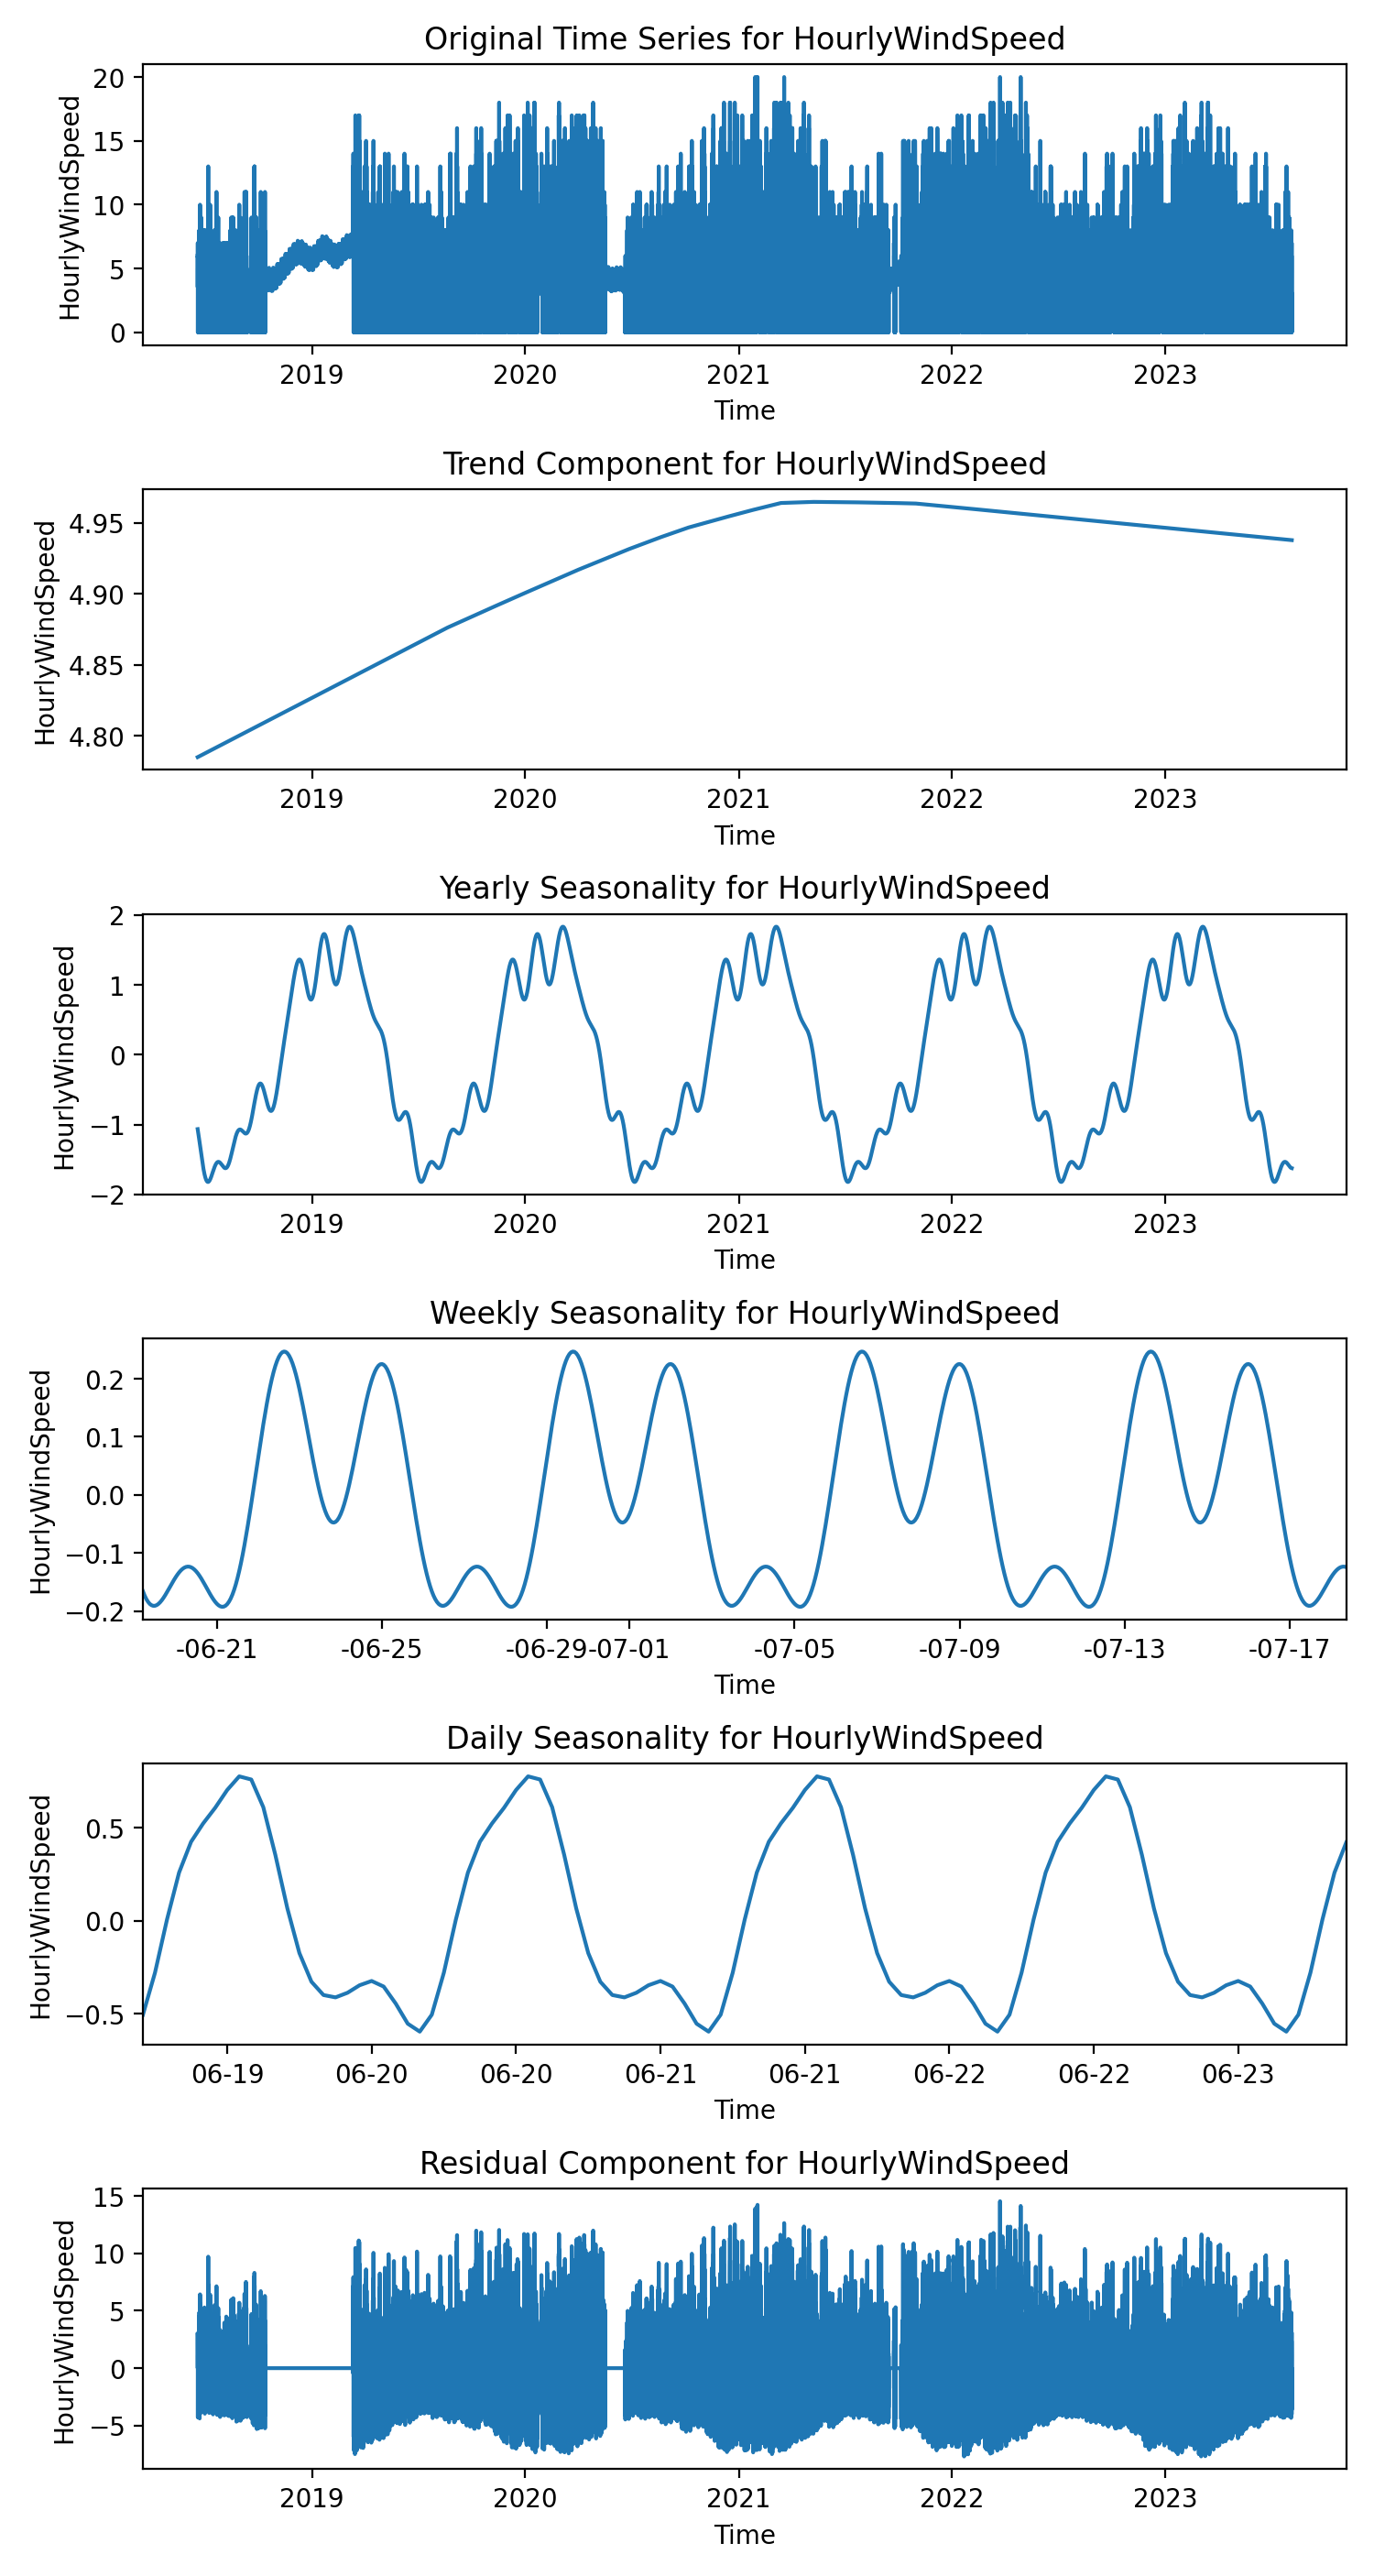 Original Time Series for HourlyWindSpeed
HourlyWindSpeed
20
15
10
5
0
2019 2020 2021 2022 2023
Time
Trend Component for HourlyWindSpeed
HourlyWindSpeed
4.95
4.90
4.85
4.80
2019 2020 2021 2022 2023
Time
Yearly Seasonality for HourlyWindSpeed
HourlyWindSpeed
2
1
0
−1
−2
2019 2020 2021 2022 2023
Time
Weekly Seasonality for HourlyWindSpeed
HourlyWindSpeed
0.2
0.1
0.0
−0.1
−0.2
-06-21 -06-25 -06-29 -07-01 -07-05 -07-09 -07-13 -07-17
Time
Daily Seasonality for HourlyWindSpeed
HourlyWindSpeed
0.5
0.0
−0.5
06-19 06-20 06-20 06-21 06-21 06-22 06-22 06-23
Time
Residual Component for HourlyWindSpeed
HourlyWindSpeed
15
10
5
0
−5
2019 2020 2021 2022 2023
Time